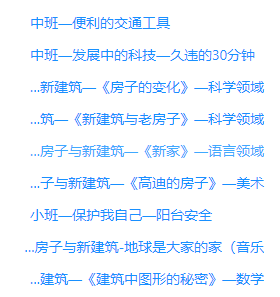 中班—便利的交通工具
中班—发展中的科技—久违的30分钟
...新建筑—《房子的变化》—科学领域
...筑—《新建筑与老房子》—科学领域
...房子与新建筑—《新家》—语言领域
...子与新建筑—《高迪的房子》—美术
小班—保护我自己—阳台安全
...房子与新建筑-地球是大家的家（音乐
...建筑—《建筑中图形的秘密》—数学